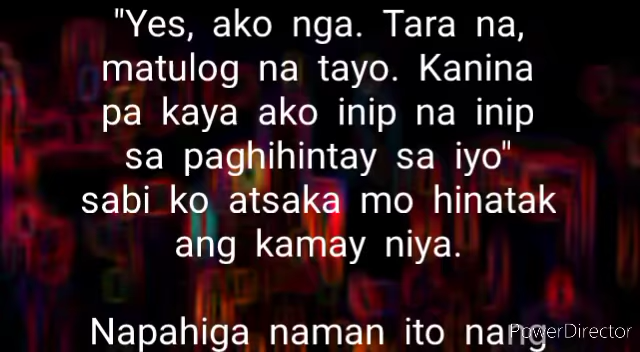 "Yes, ako nga. Tara na,
matulog na tayo. Kanina
pa kaya ako inip na inip
sa paghihintay sa iyo"
sabi ko atsaka mo hinatak
ang kamay niya.
Napahiga naman ito nang
PowerDirector